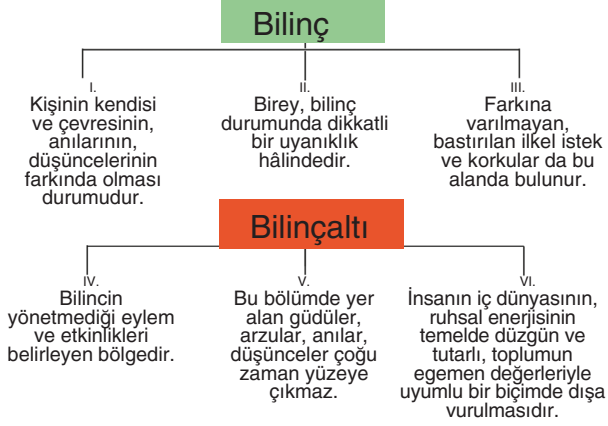 Bilinç
I.
Kişinin kendisi
ve çevresinin,
anılarının,
düşüncelerinin
farkında olması
durumudur.
II.
Birey, bilinç
durumunda dikkatli
bir uyanıklık
hâlindedir.
III.
Farkına
varılmayan,
bastırılan ilkel istek
ve korkular da bu
alanda bulunur.
Bilinçaltı
IV.
Bilincin
yönetmediği eylem
ve etkinlikleri
belirleyen bölgedir.
V.
Bu bölümde yer
alan güdüler,
arzular, anılar,
düşünceler çoğu
zaman yüzeye
çıkmaz.
VI.
İnsanın iç dünyasının,
ruhsal enerjisinin
temelde düzgün ve
tutarlı, toplumun
egemen değerleriyle
uyumlu bir biçimde dışa
vurulmasıdır.